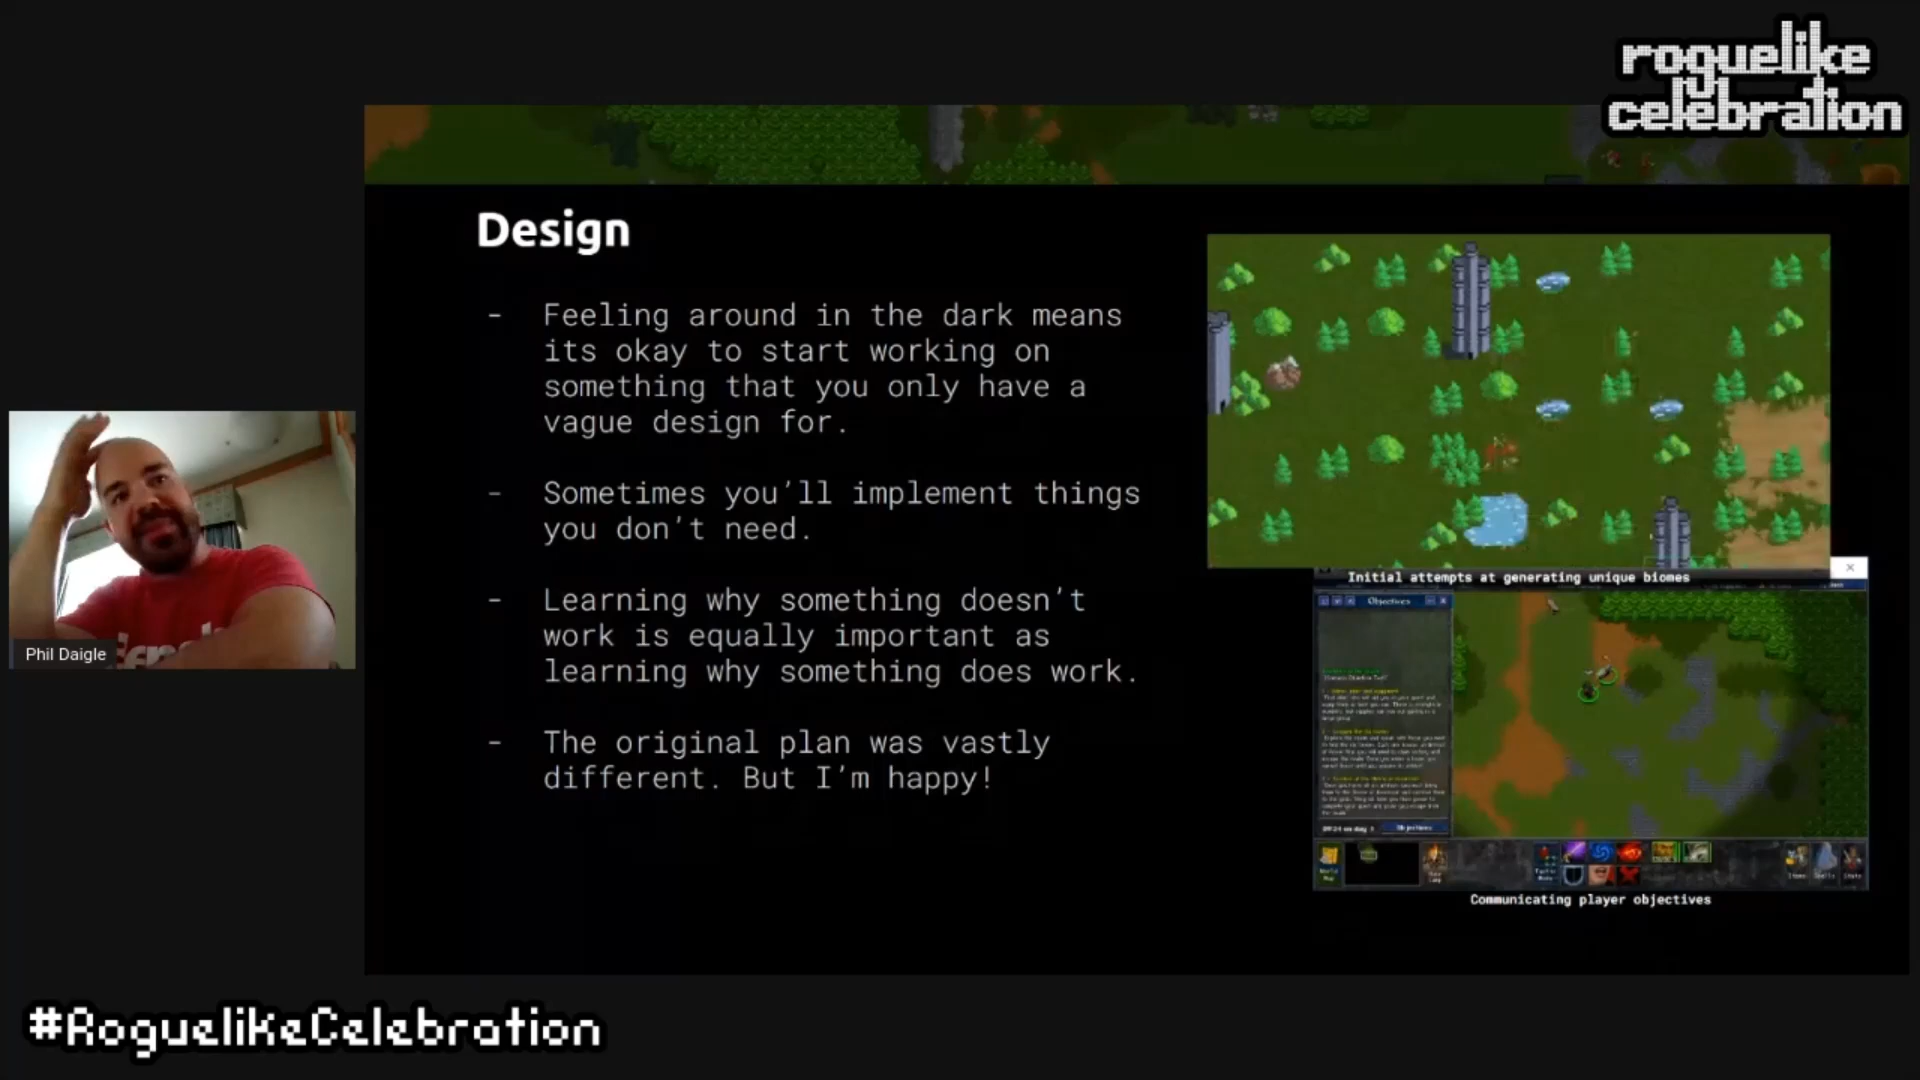 roguelike
celebration
Design
- Feeling around in the dark means
its okay to start working on
something that you only have a
vague design for.
- Sometimes you'll implement things
you don't need.
- Learning why something doesn't
work is equally important as
learning why something does work.
- The original plan was vastly
different. But I'm happy!
Initial attempts at generating unique biomes
Objectives
Objectives
World
Map
Communicating player objectives
Phil Daigle
#RoguelikeCelebration